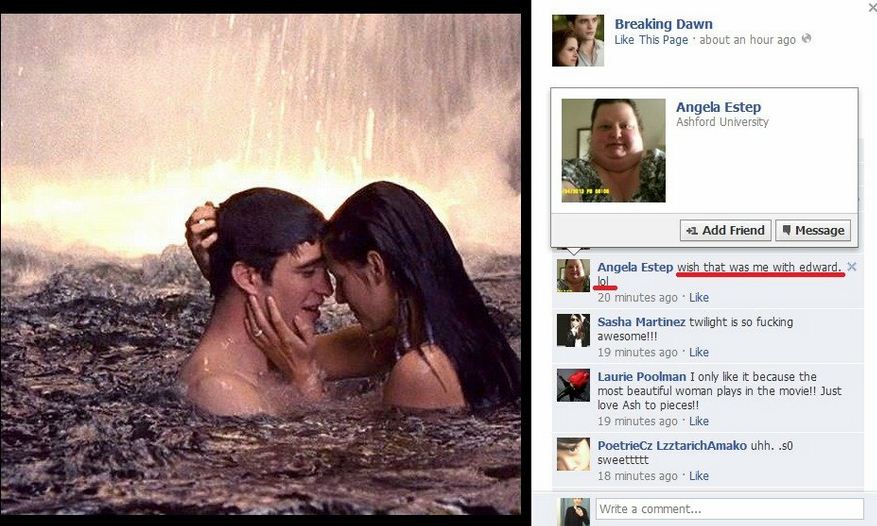 Breaking Dawn
Like This Page · about an hour ago
Angela Estep
Ashford University
+1 Add Friend
Message
Angela Estep wish that was me with edward.
lol
20 minutes ago · Like
Sasha Martinez twilight is so fucking
awesome!!!
19 minutes ago · Like
Laurie Poolman I only like it because the
most beautiful woman plays in the movie!! Just
love Ash to pieces!!
19 minutes ago · Like
PoetrieCz LzztarichAmako uhh. .s0
sweettttt
18 minutes ago · Like
Write a comment...